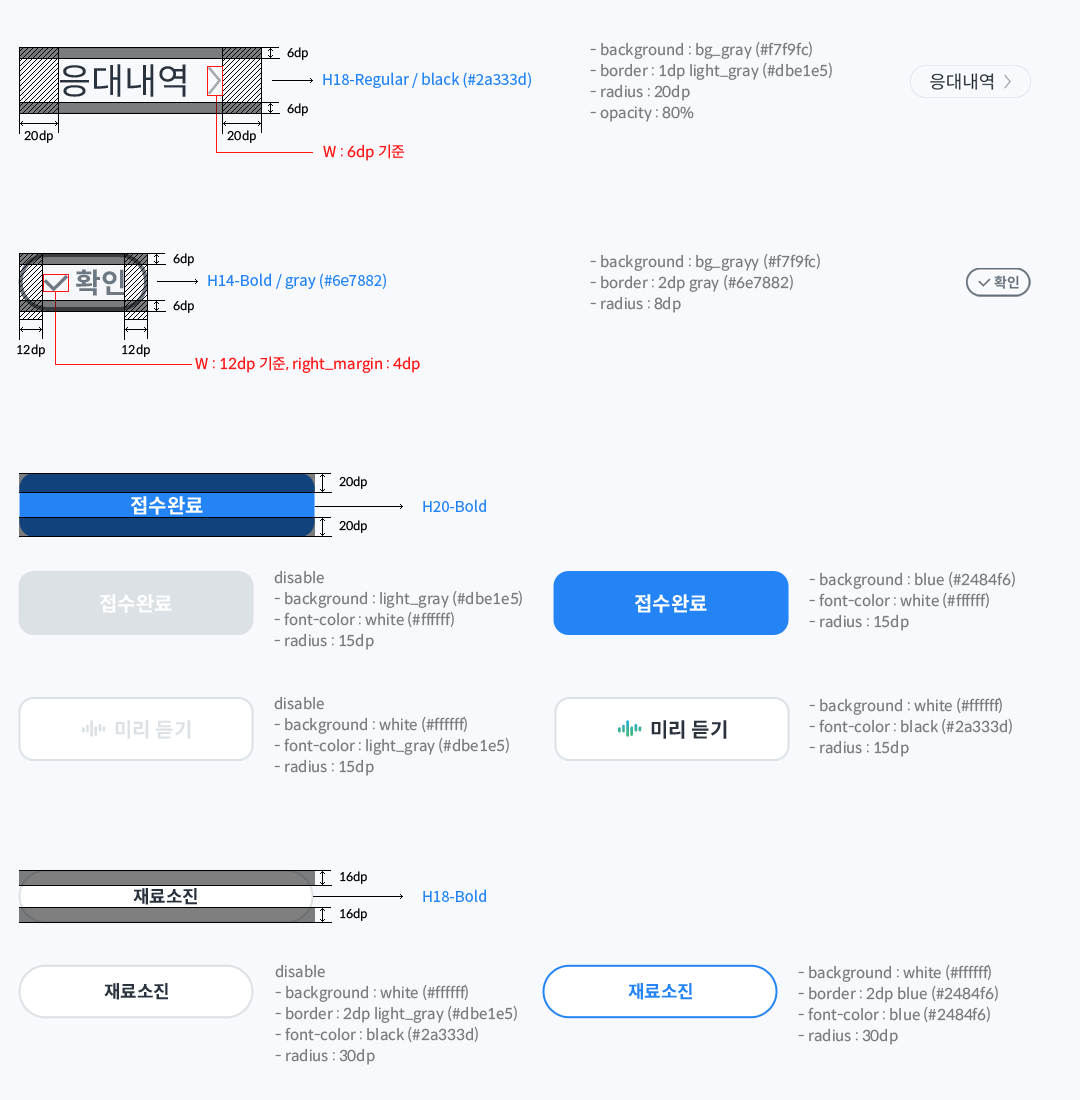 응대내역
6dp
6dp
20dp
20dp
H18-Regular / black (#2a333d)
W : 6dp 기준
- background : bg_gray (#f7f9fc)
- border : 1dp light_gray (#dbe1e5)
- radius : 20dp
- opacity : 80%
응대내역
확인
6dp
6dp
12dp
12dp
H14-Bold / gray (#6e7882)
W : 12dp 기준, right_margin : 4dp
- background : bg_grayy (#f7f9fc)
- border : 2dp gray (#6e7882)
- radius : 8dp
확인
접수완료
20dp
20dp
H20-Bold
접수완료
disable
- background : light_gray (#dbe1e5)
- font-color : white (#ffffff)
- radius : 15dp
접수완료
- background : blue (#2484f6)
- font-color : white (#ffffff)
- radius : 15dp
미리 듣기
disable
- background : white (#ffffff)
- font-color : light_gray (#dbe1e5)
- radius : 15dp
미리 듣기
- background : white (#ffffff)
- font-color : black (#2a333d)
- radius : 15dp
재료소진
16dp
16dp
H18-Bold
재료소진
disable
- background : white (#ffffff)
- border : 2dp light_gray (#dbe1e5)
- font-color : black (#2a333d)
- radius : 30dp
재료소진
- background : white (#ffffff)
- border : 2dp blue (#2484f6)
- font-color : blue (#2484f6)
- radius : 30dp